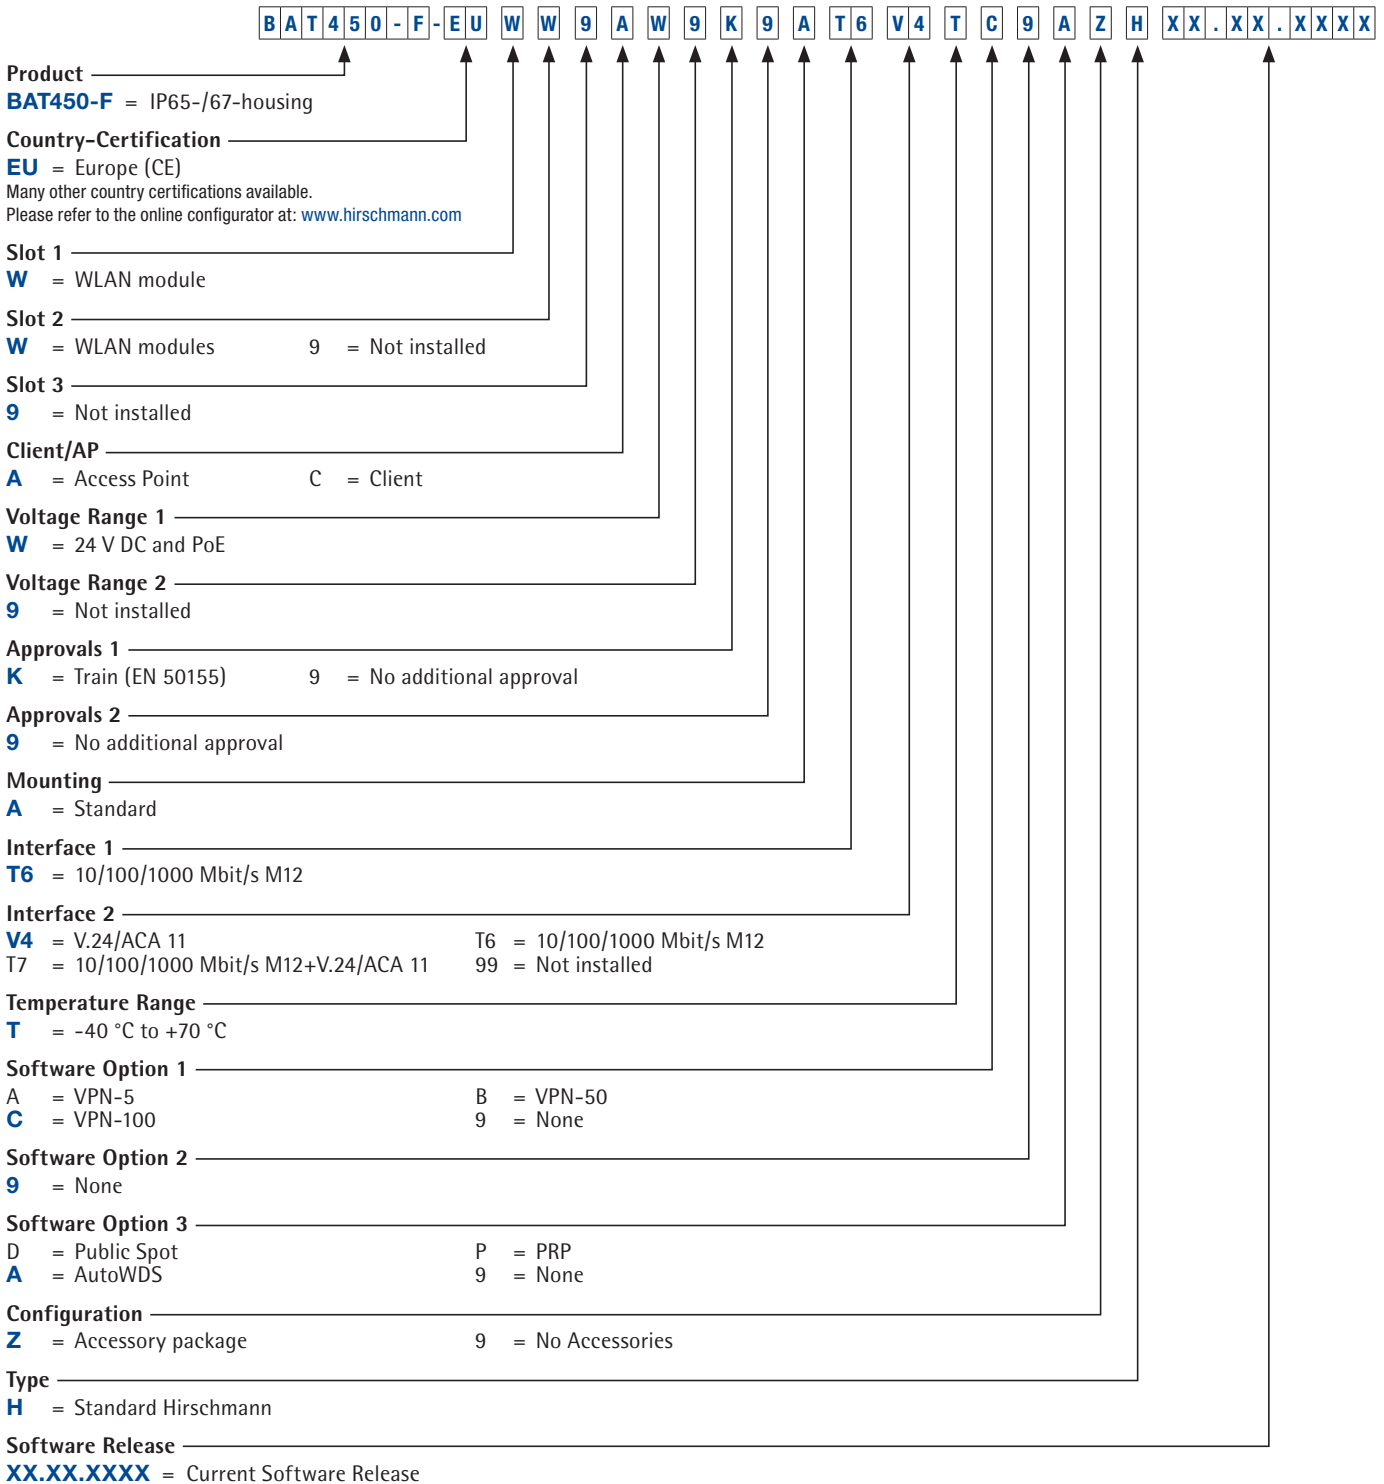 BAT450-F-EU W W 9 A W 9 K 9 A T6 V4 T C 9 A Z H XX.XX.XXXX
Product
BAT450-F = IP65-/67-housing
Country-Certification
EU = Europe (CE)
Many other country certifications available.
Please refer to the online configurator at: www.hirschmann.com
Slot 1
W = WLAN module
Slot 2
W = WLAN modules 9 = Not installed
Slot 3
9 = Not installed
Client/AP
A = Access Point C = Client
Voltage Range 1
W = 24 V DC and PoE
Voltage Range 2
9 = Not installed
Approvals 1
K = Train (EN 50155) 9 = No additional approval
Approvals 2
9 = No additional approval
Mounting
A = Standard
Interface 1
T6 = 10/100/1000 Mbit/s M12
Interface 2
V4 = V.24/ACA 11 T6 = 10/100/1000 Mbit/s M12
T7 = 10/100/1000 Mbit/s M12+V.24/ACA 11 99 = Not installed
Temperature Range
T = -40 °C to +70 °C
Software Option 1
A = VPN-5 B = VPN-50
C = VPN-100 9 = None
Software Option 2
9 = None
Software Option 3
D = Public Spot P = PRP
A = AutoWDS 9 = None
Configuration
Z = Accessory package 9 = No Accessories
Type
H = Standard Hirschmann
Software Release
XX.XX.XXXX = Current Software Release